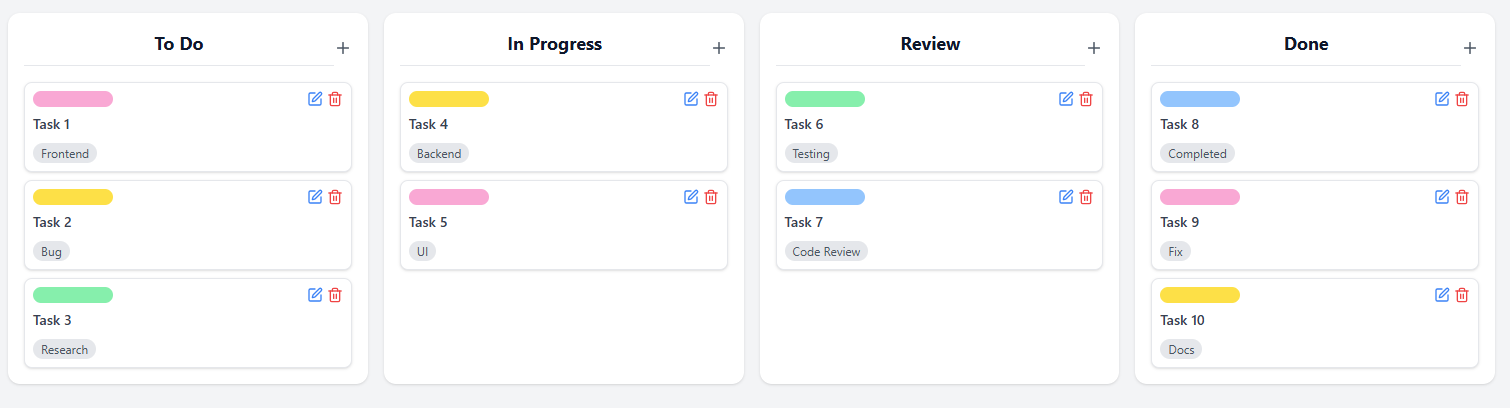 To Do
Task 1
Frontend
Task 2
Bug
Task 3
Research
In Progress
Task 4
Backend
Task 5
UI
Review
Task 6
Testing
Task 7
Code Review
Done
Task 8
Completed
Task 9
Fix
Task 10
Docs